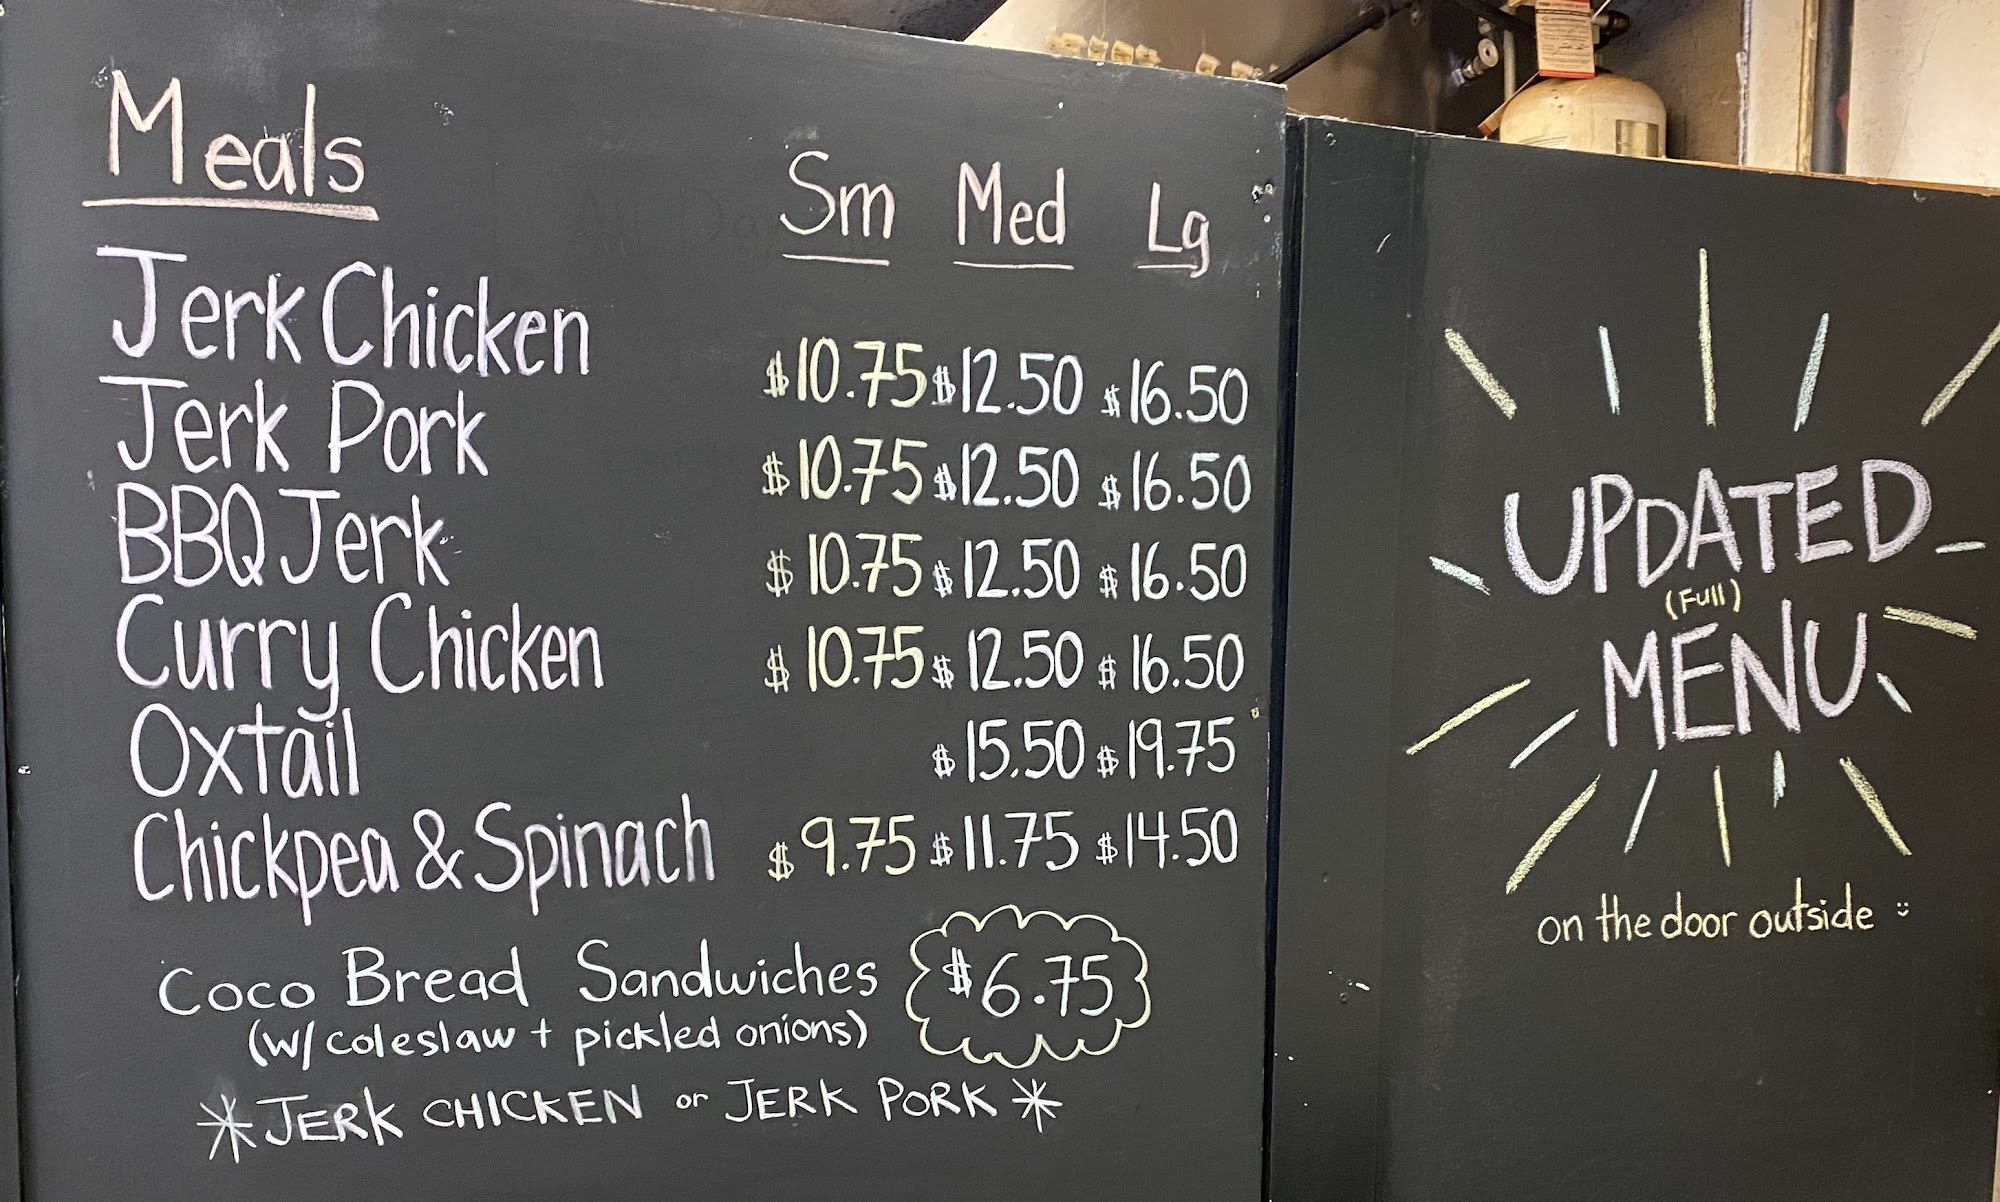 Meals Sm Med Lg
Jerk Chicken $10.75 $12.50 $16.50
Jerk Pork $10.75 $12.50 $16.50
BBQ Jerk $10.75 $12.50 $16.50
Curry Chicken $10.75 $12.50 $16.50
Oxtail $15.50 $19.75
Chickpea & Spinach $9.75 $11.75 $14.50
Coco Bread Sandwiches $6.75
(w/ coleslaw + pickled onions)
*JERK CHICKEN or JERK PORK*
UPDATED
(Full)
MENU
on the door outside :)